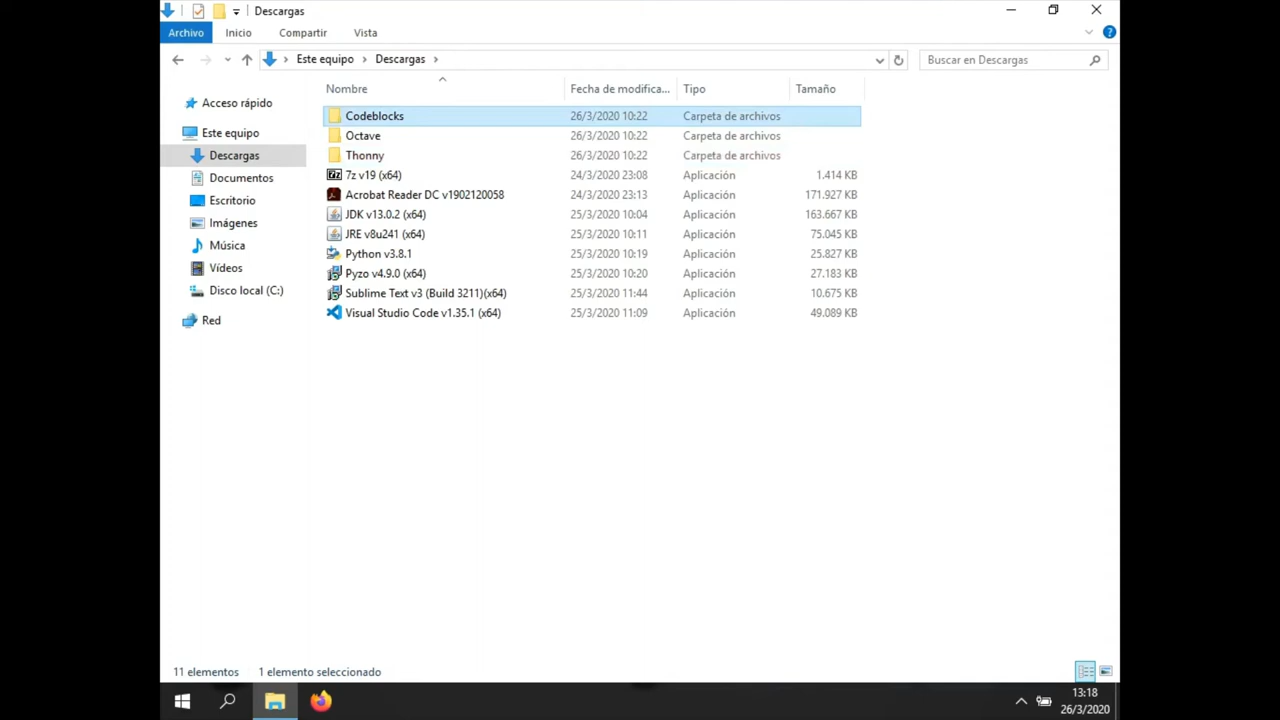 Descargas
Archivo Inicio Compartir Vista
Este equipo Descargas Buscar en Descargas
Nombre Fecha de modifica... Tipo Tamaño
Acceso rápido
Este equipo
Descargas
Documentos
Escritorio
Imágenes
Música
Vídeos
Disco local (C:)
Red
Codeblocks 26/3/2020 10:22 Carpeta de archivos
Octave 26/3/2020 10:22 Carpeta de archivos
Thonny 26/3/2020 10:22 Carpeta de archivos
7z v19 (x64) 24/3/2020 23:08 Aplicación 1.414 KB
Acrobat Reader DC v1902120058 24/3/2020 23:13 Aplicación 171.927 KB
JDK v13.0.2 (x64) 25/3/2020 10:04 Aplicación 163.667 KB
JRE v8u241 (x64) 25/3/2020 10:11 Aplicación 75.045 KB
Python v3.8.1 25/3/2020 10:19 Aplicación 25.827 KB
Pyzo v4.9.0 (x64) 25/3/2020 10:20 Aplicación 27.183 KB
Sublime Text v3 (Build 3211)(x64) 25/3/2020 11:44 Aplicación 10.675 KB
Visual Studio Code v1.35.1 (x64) 25/3/2020 11:09 Aplicación 49.089 KB
11 elementos 1 elemento seleccionado
13:18
26/3/2020